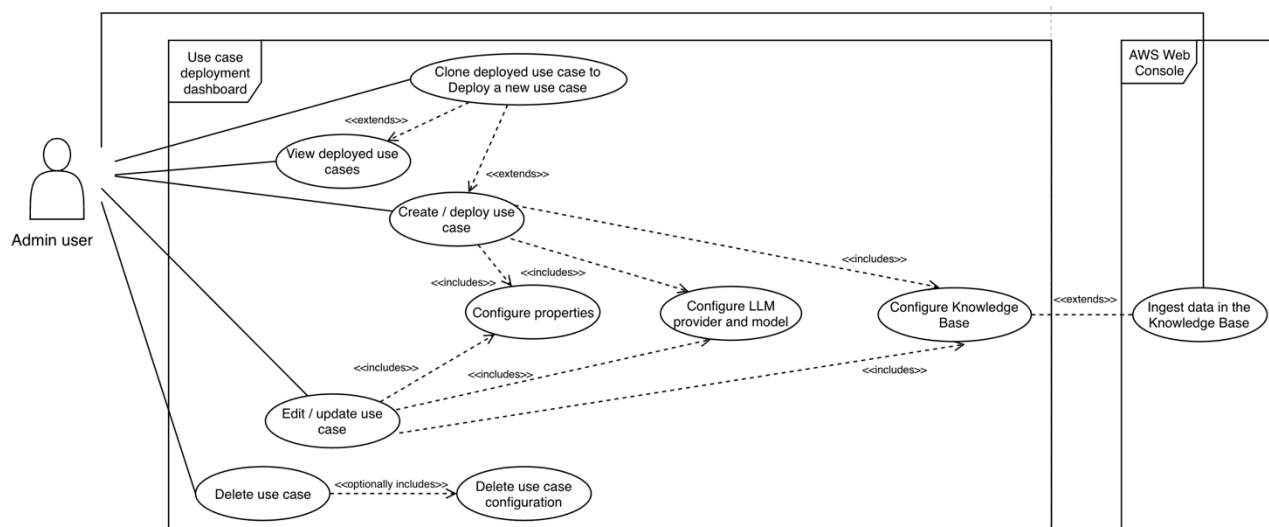 Use case
deployment
dashboard
AWS Web
Console
Clone deployed use case to
Deploy a new use case
<<extends>>
View deployed use
cases
<<extends>>
Create / deploy use
case
Admin user
<<includes>>
<<includes>>
<<includes>>
Configure properties
Configure LLM
provider and model
Configure Knowledge
Base
<<extends>>
Ingest data in the
Knowledge Base
<<includes>>
<<includes>>
<<includes>>
Edit / update use
case
Delete use case
<<optionally includes>>
Delete use case
configuration